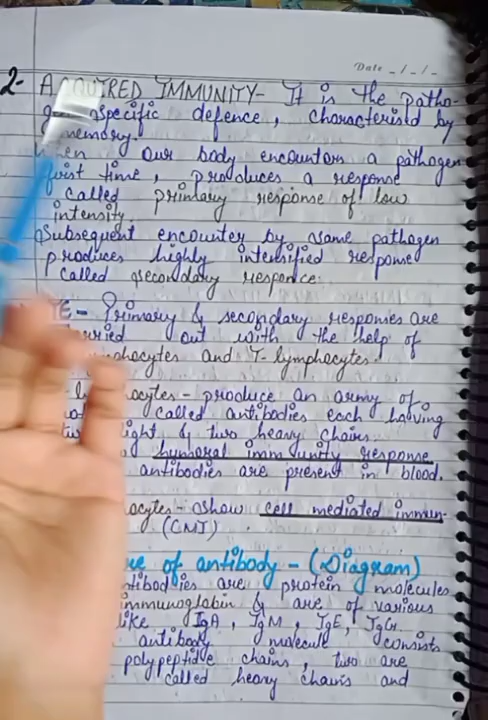 Date _/_/_
2- ACQUIRED IMMUNITY- It is the patho-
specific defence, characterised by
memory.
our body encounters a pathogen
first time, produces a response
called primary response of low
intensity.
Subsequent encounter by same pathogen
produces highly intensified response
called secondary responce.
Primary & secondary responses are
out with the help of
and T-lymphocytes.
produce an army of
called antibodies each having
light & two heavy chains.
humoral immunity response
antibodies are present in blood.
show cell mediated immun-
(CMI)
of antibody - (Diagram)
are protein molecules
immunoglobin & are of various
like IgA, IgM, IgE, IgG.
antibody molecule consists
polypeptide chains, two are
called heavy chains and